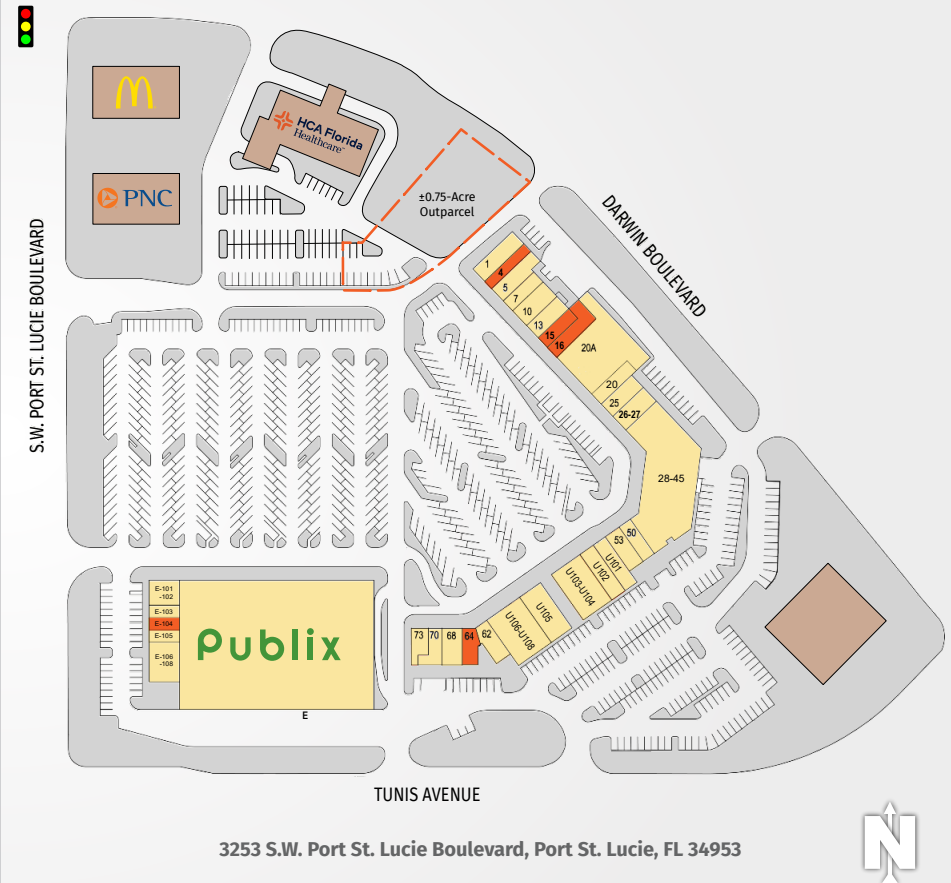 HCA Florida
Healthcare™
PNC
±0.75-Acre
Outparcel
DARWIN BOULEVARD
S.W. PORT ST. LUCIE BOULEVARD
1
4
5
7
10
13
15
16
20A
20
25
26-27
28-45
50
53
U101
U102
U103-U104
U105
U106-U108
62
64
68
70
73
E-101
-102
E-103
E-104
E-105
E-106
-108
Publix
E
TUNIS AVENUE
3253 S.W. Port St. Lucie Boulevard, Port St. Lucie, FL 34953
N